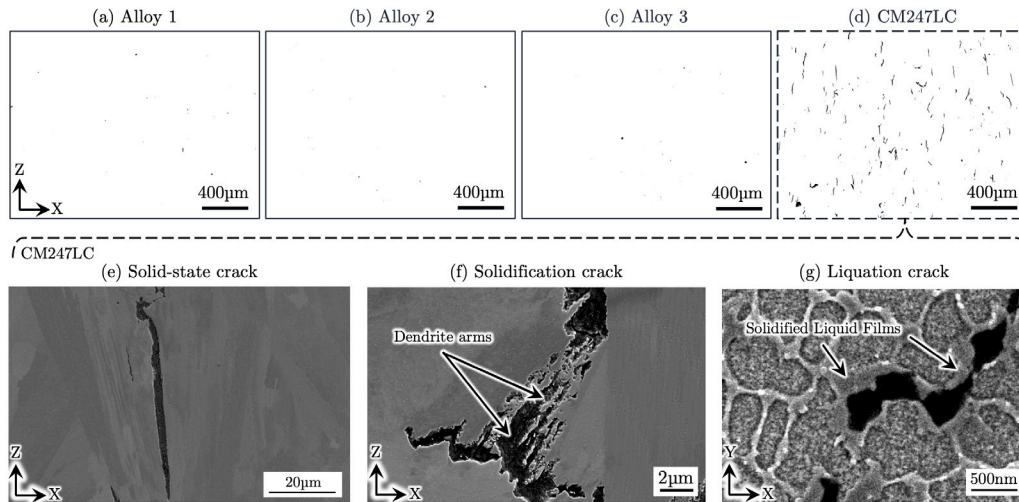 (a) Alloy 1
(b) Alloy 2
(c) Alloy 3
(d) CM247LC
Z
X
400µm
400µm
400µm
400µm
CM247LC
(e) Solid-state crack
(f) Solidification crack
(g) Liquation crack
Dendrite arms
Solidified Liquid Films
Z
X
20µm
Z
X
2µm
Y
X
500nm